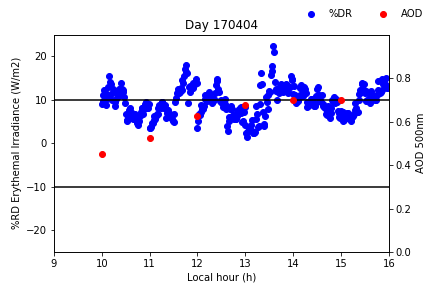 %DR AOD
Day 170404
%RD Erythemal Irradiance (W/m2)
20
10
0
−10
−20
0.8
0.6
0.4
0.2
0.0
AOD 500nm
9 10 11 12 13 14 15 16
Local hour (h)